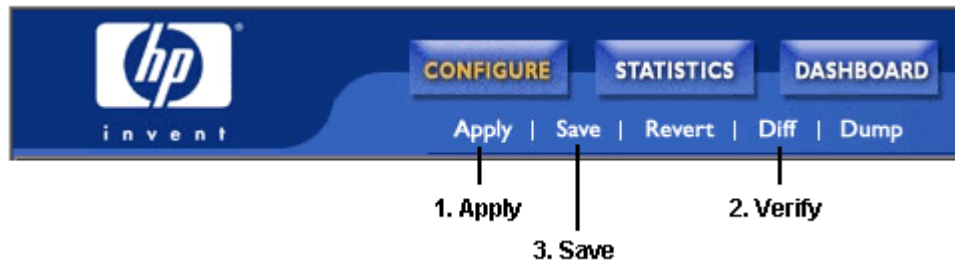 hp
invent
CONFIGURE STATISTICS DASHBOARD
Apply | Save | Revert | Diff | Dump
1. Apply
2. Verify
3. Save